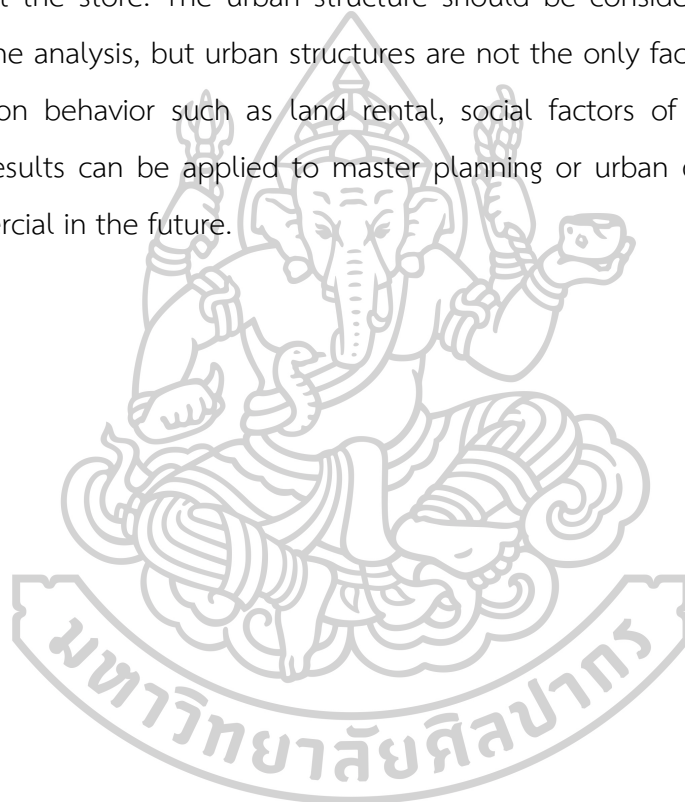 t the store. The urban structure should be conside
ne analysis, but urban structures are not the only fac
on behavior such as land rental, social factors of
esults can be applied to master planning or urban
ercial in the future.
มหาวิทยาลัยศิลปากร